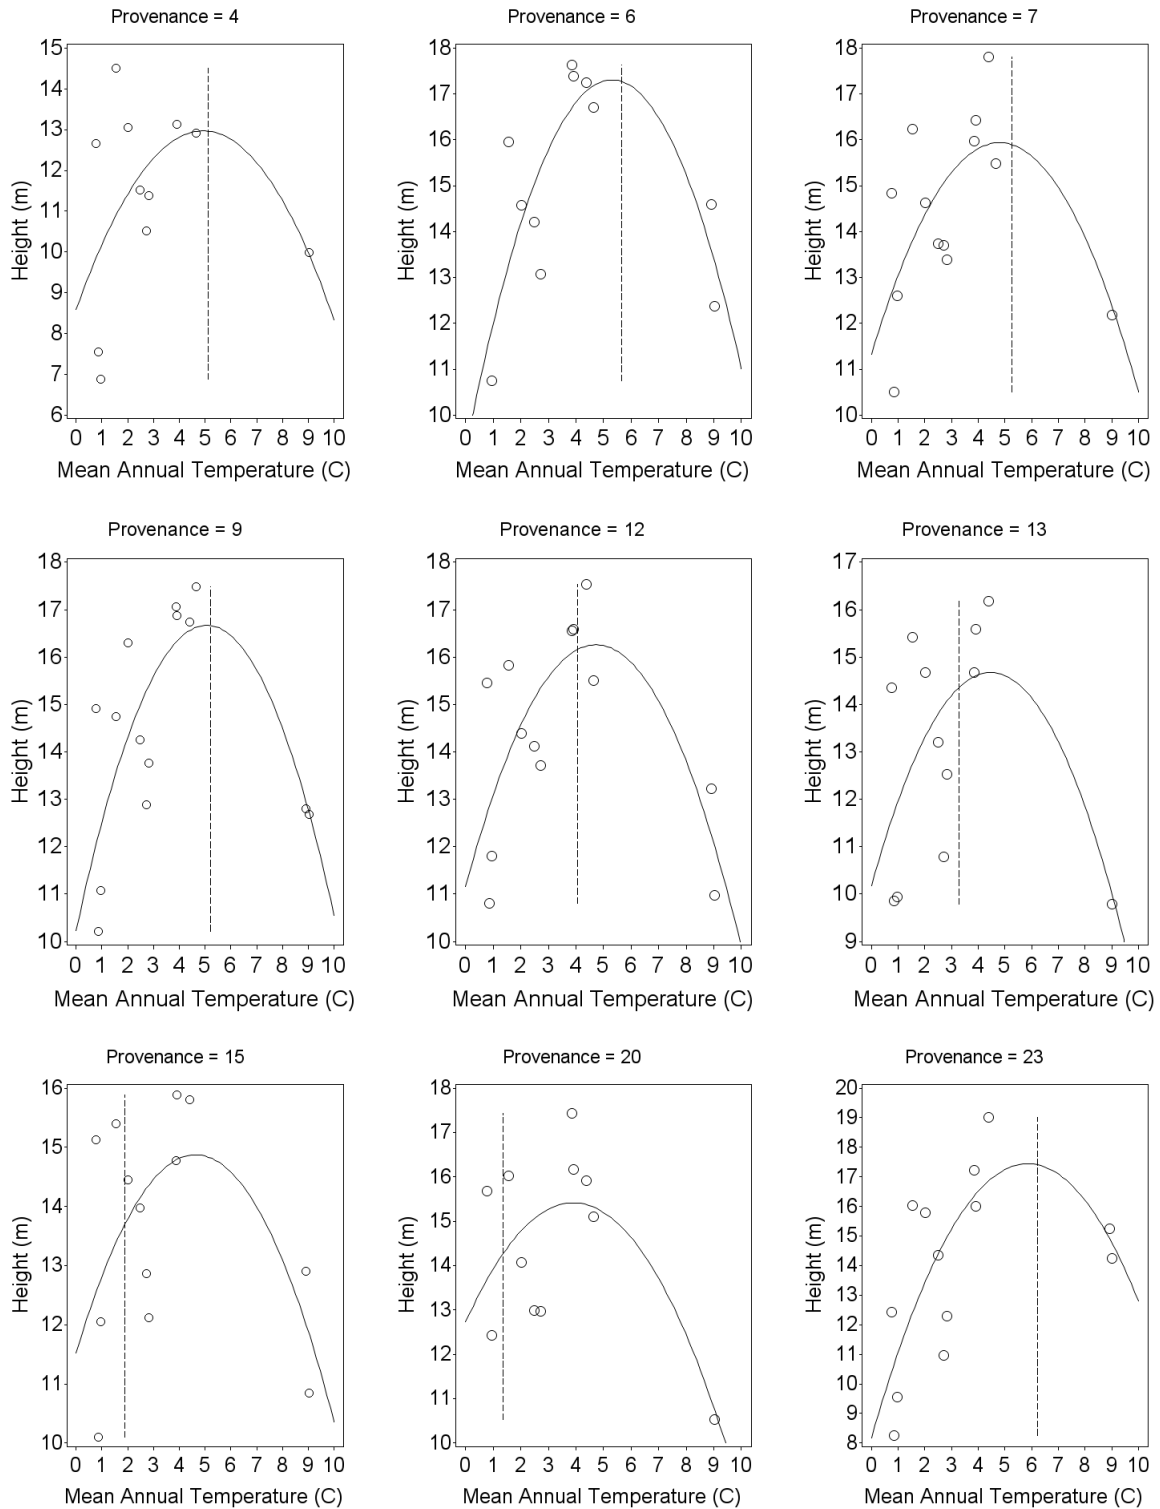 Provenance = 4
15
14
13
12
11
10
9
8
7
6
Height (m)
0 1 2 3 4 5 6 7 8 9 10
Mean Annual Temperature (C)
Provenance = 6
18
17
16
15
14
13
12
11
10
Height (m)
0 1 2 3 4 5 6 7 8 9 10
Mean Annual Temperature (C)
Provenance = 7
18
17
16
15
14
13
12
11
10
Height (m)
0 1 2 3 4 5 6 7 8 9 10
Mean Annual Temperature (C)
Provenance = 9
18
17
16
15
14
13
12
11
10
Height (m)
0 1 2 3 4 5 6 7 8 9 10
Mean Annual Temperature (C)
Provenance = 12
18
17
16
15
14
13
12
11
10
Height (m)
0 1 2 3 4 5 6 7 8 9 10
Mean Annual Temperature (C)
Provenance = 13
17
16
15
14
13
12
11
10
9
Height (m)
0 1 2 3 4 5 6 7 8 9 10
Mean Annual Temperature (C)
Provenance = 15
16
15
14
13
12
11
10
Height (m)
0 1 2 3 4 5 6 7 8 9 10
Mean Annual Temperature (C)
Provenance = 20
18
17
16
15
14
13
12
11
10
Height (m)
0 1 2 3 4 5 6 7 8 9 10
Mean Annual Temperature (C)
Provenance = 23
20
19
18
17
16
15
14
13
12
11
10
9
8
Height (m)
0 1 2 3 4 5 6 7 8 9 10
Mean Annual Temperature (C)